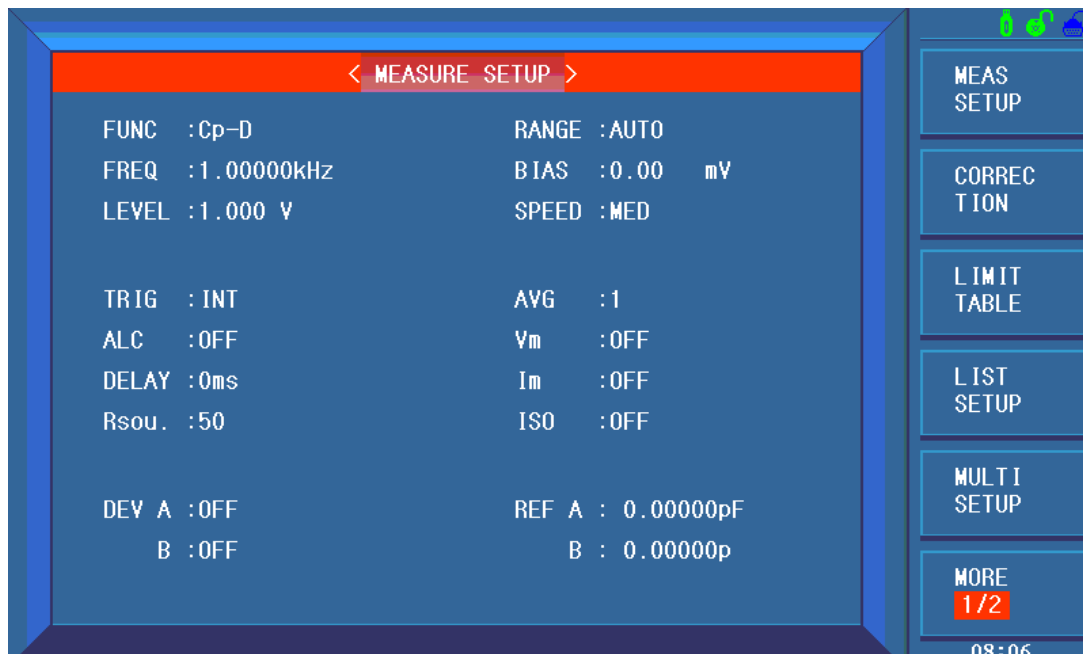 < MEASURE SETUP >
FUNC :Cp-D RANGE :AUTO
FREQ :1.00000kHz BIAS :0.00 mV
LEVEL :1.000 V SPEED :MED
TRIG :INT AVG :1
ALC :OFF Vm :OFF
DELAY :0ms Im :OFF
Rsou. :50 ISO :OFF
DEV A :OFF REF A : 0.00000pF
B :OFF B : 0.00000p
MEAS
SETUP
CORREC
TION
LIMIT
TABLE
LIST
SETUP
MULTI
SETUP
MORE
1/2
08:06